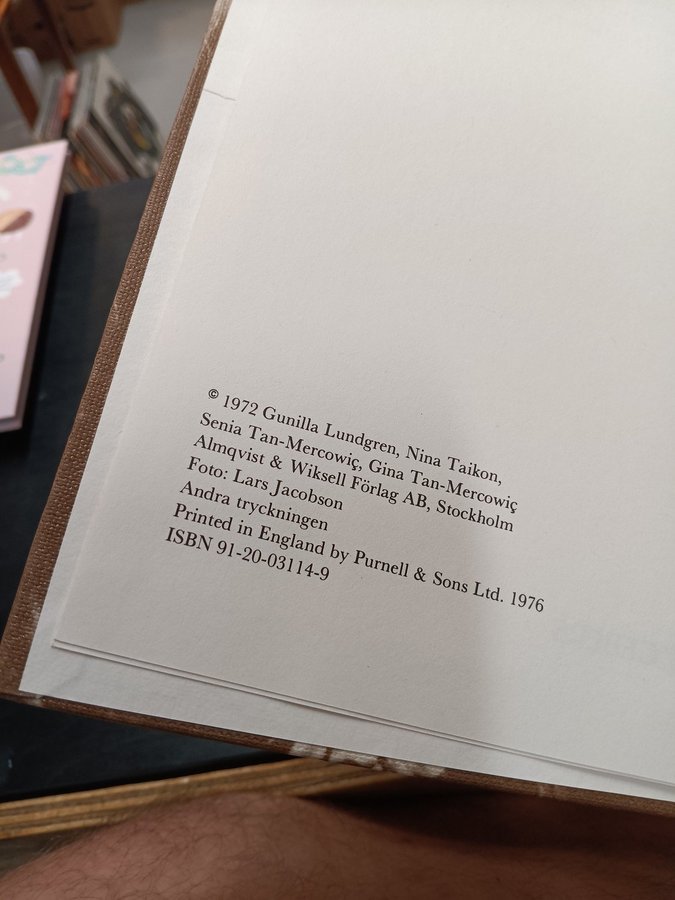 © 1972 Gunilla Lundgren, Nina Taikon,
Senia Tan-Mercowiç, Gina Tan-Mercowiç
Almqvist & Wiksell Förlag AB, Stockholm
Foto: Lars Jacobson
Andra tryckningen
Printed in England by Purnell & Sons Ltd. 1976
ISBN 91-20-03114-9